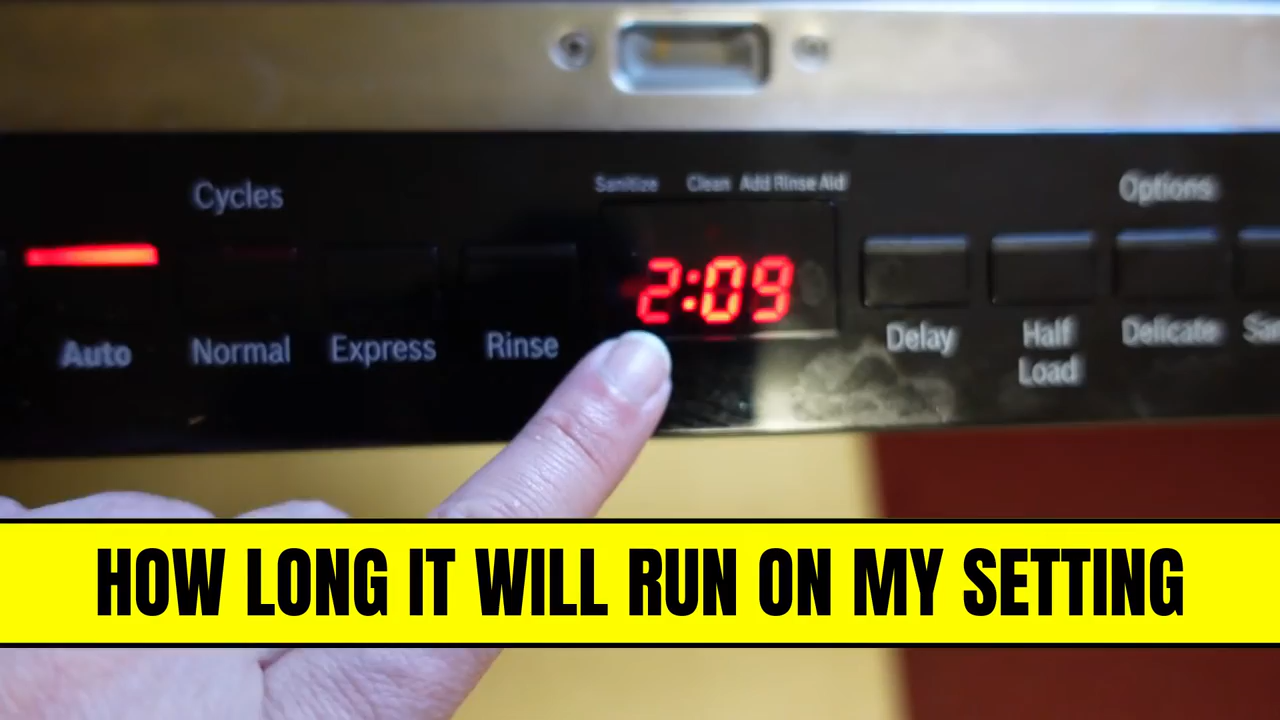 Cycles
Sanitize Clean Add Rinse Aid
Options
2:09
Auto Normal Express Rinse
Delay Half Load Delicate
HOW LONG IT WILL RUN ON MY SETTING